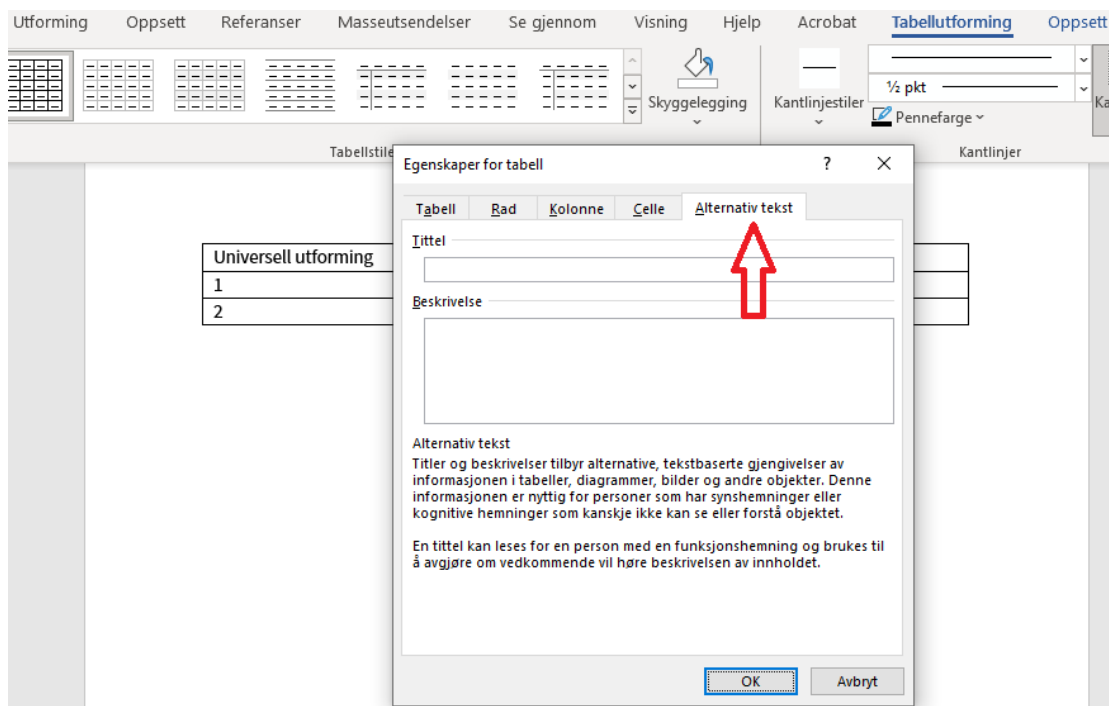 Utforming Oppsett Referanser Masseutsendelser Se gjennom Visning Hjelp Acrobat Tabellutforming Oppsett
Skyggelegging
Kantlinjestiler
½ pkt
Pennefarge
Ka
Tabellstile
Kantlinjer
Egenskaper for tabell ?
Tabell Rad Kolonne Celle Alternativ tekst
Tittel
Beskrivelse
Alternativ tekst
Titler og beskrivelser tilbyr alternative, tekstbaserte gjengivelser av
informasjonen i tabeller, diagrammer, bilder og andre objekter. Denne
informasjonen er nyttig for personer som har synshemninger eller
kognitive hemninger som kanskje ikke kan se eller forstå objektet.
En tittel kan leses for en person med en funksjonshemning og brukes til
å avgjøre om vedkommende vil høre beskrivelsen av innholdet.
OK Avbryt
Universell utforming
1
2